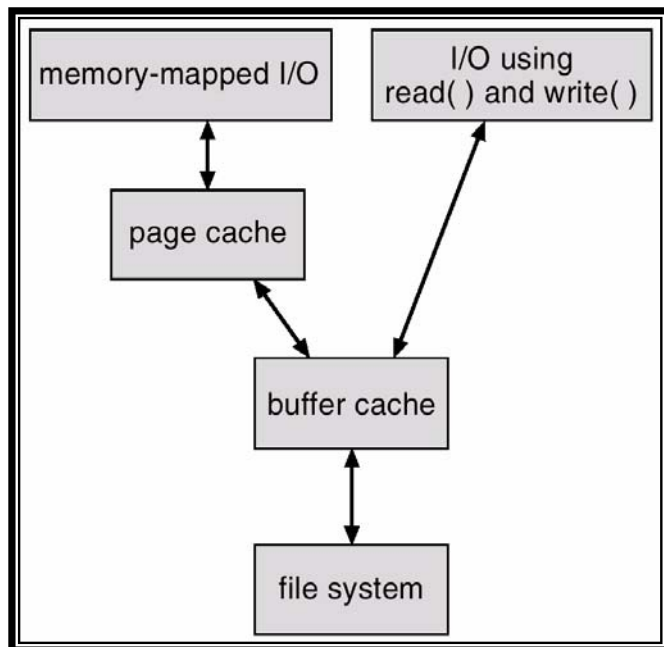 memory-mapped I/O
I/O using
read( ) and write( )
page cache
buffer cache
file system